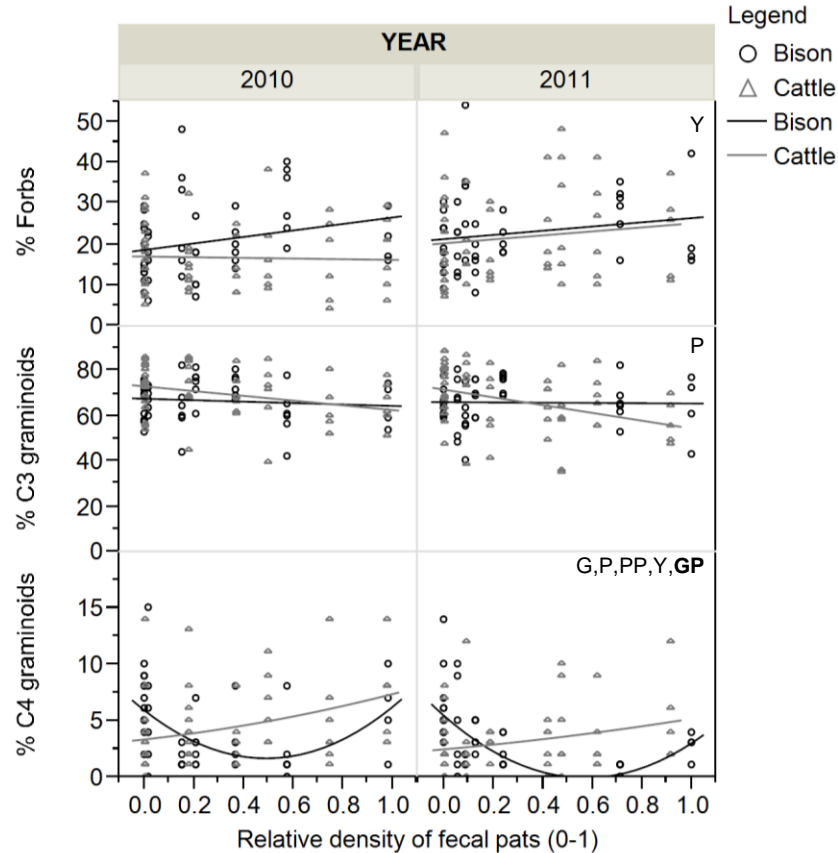 Legend
Bison
Cattle
Bison
Cattle
YEAR
2010 2011
% Forbs
50
40
30
20
10
0
Y
% C3 graminoids
80
60
40
20
0
P
% C4 graminoids
15
10
5
0
G,P,PP,Y,GP
0.0 0.2 0.4 0.6 0.8 1.0 0.0 0.2 0.4 0.6 0.8 1.0
Relative density of fecal pats (0-1)